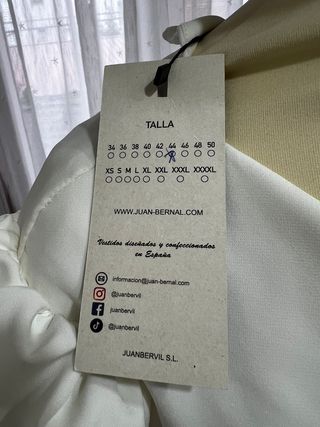 TALLA
34 36 38 40 42 44 46 48 50
XS S M L XL XXL XXXL XXXXL
WWW.JUAN-BERNAL.COM
Vestidos diseñados y confeccionados
en España
informacion@juan-bernal.com
@juanbervil
juanbervil
@juanbervil
JUANBERVIL S.L.